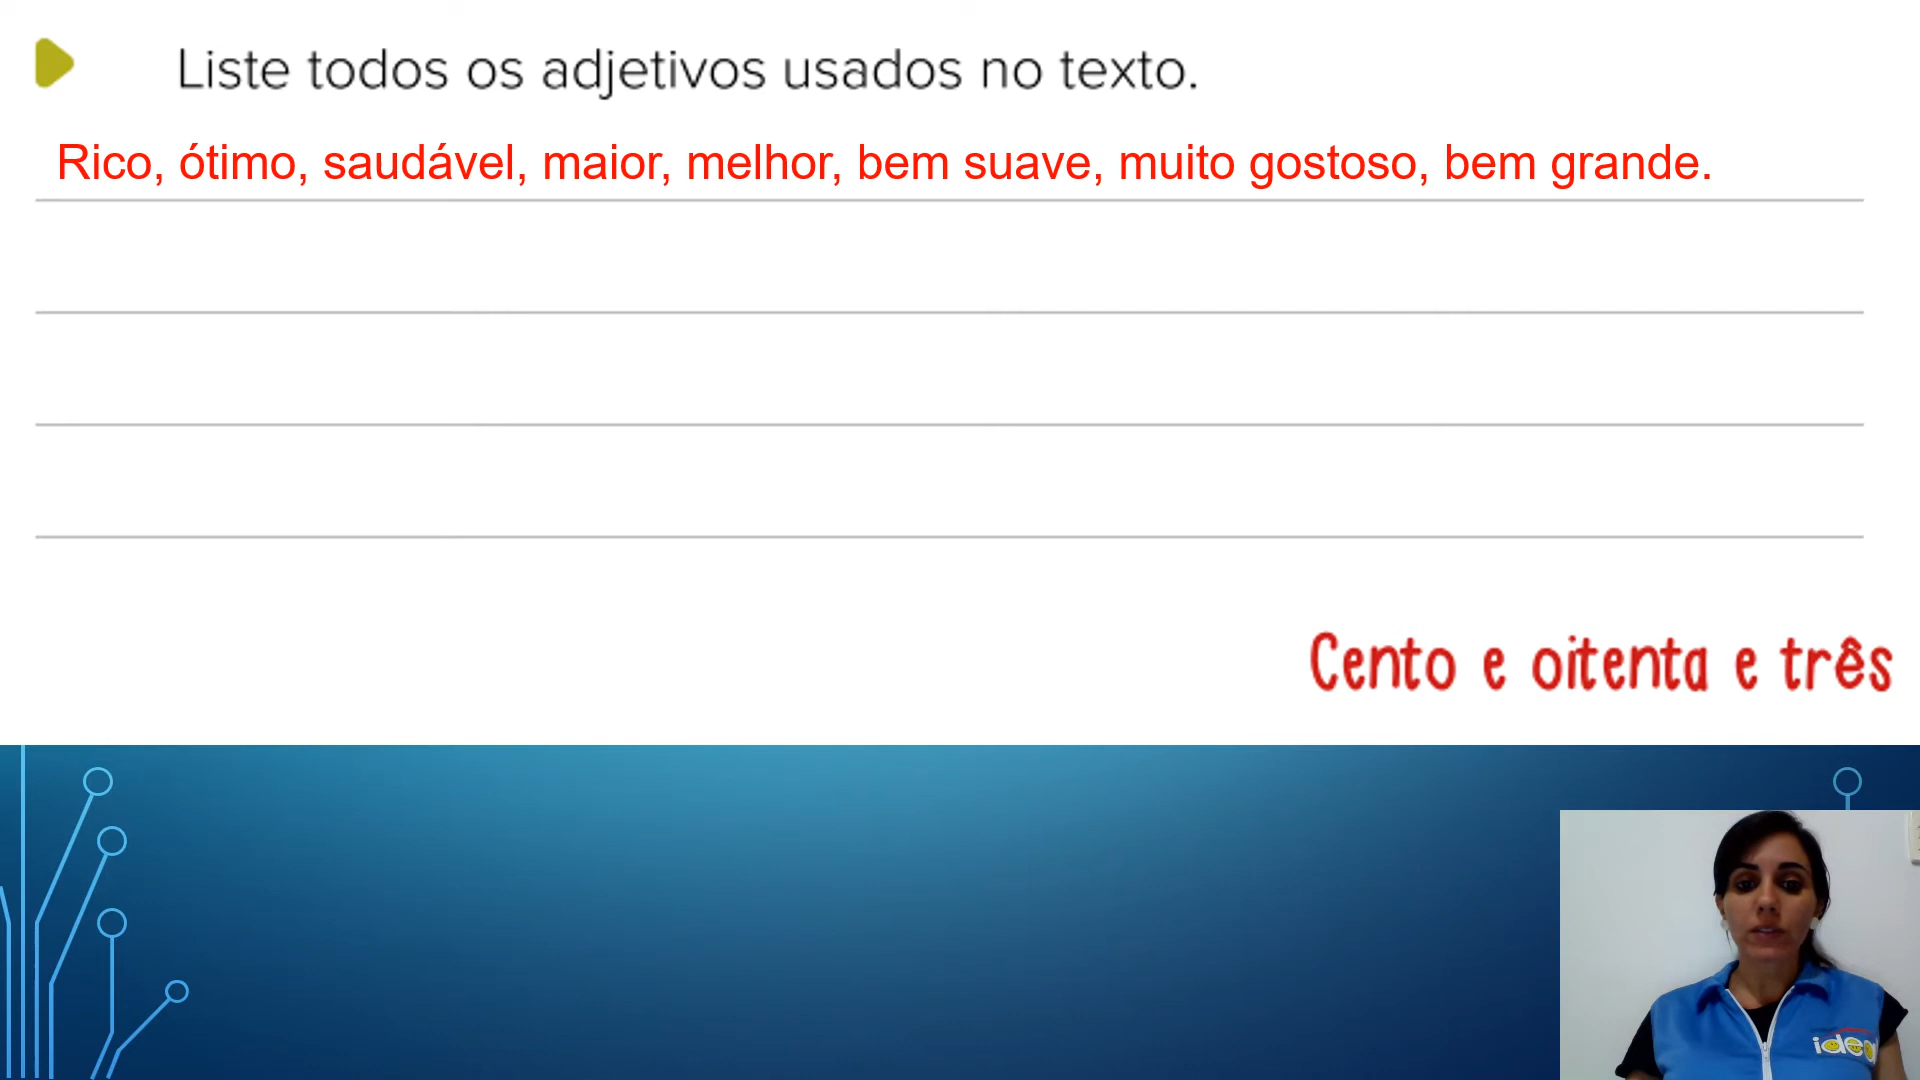 Liste todos os adjetivos usados no texto.
Rico, ótimo, saudável, maior, melhor, bem suave, muito gostoso, bem grande.
Cento e oitenta e três